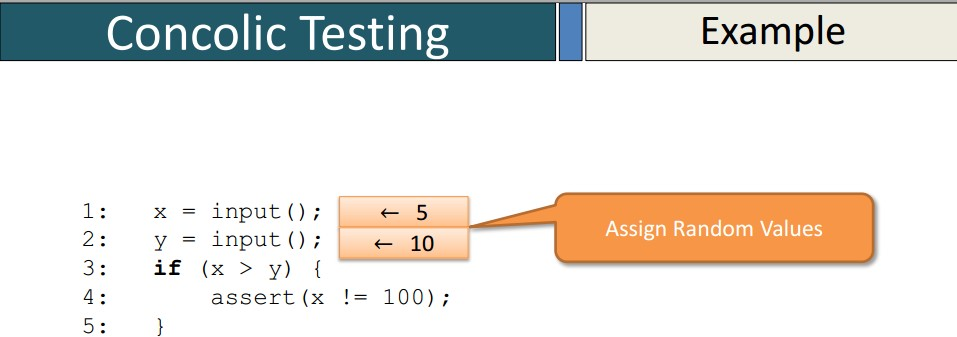 Concolic Testing
Example
1: x = input(); ← 5
2: y = input(); ← 10
Assign Random Values
3: if (x > y) {
4: assert(x != 100);
5: }